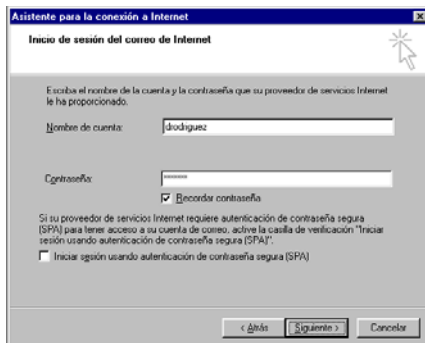 Asistente para la conexión a Internet
Inicio de sesión del correo de Internet
Escriba el nombre de la cuenta y la contraseña que su proveedor de servicios Internet
le ha proporcionado.
Nombre de cuenta: drodriguez
Contraseña: *******
Recordar contraseña
Si su proveedor de servicios Internet requiere autenticación de contraseña segura
(SPA) para tener acceso a su cuenta de correo, active la casilla de verificación "Iniciar
sesión usando autenticación de contraseña segura (SPA)".
Iniciar sesión usando autenticación de contraseña segura (SPA)
< Atrás Siguiente > Cancelar